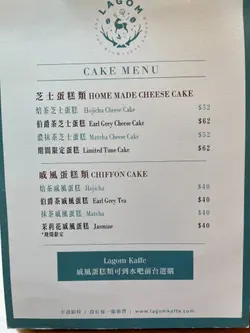 LAGOM
CAKE MENU
芝士蛋糕類 HOME MADE CHEESE CAKE
焙茶芝士蛋糕 Hojicha Cheese Cake $52
伯爵茶芝士蛋糕 Earl Grey Cheese Cake $62
濃抹茶芝士蛋糕 Matcha Cheese Cake $52
期間限定蛋糕 Limited Time Cake $62
戚風蛋糕類 CHIFFON CAKE
焙茶戚風蛋糕 Hojicha $40
伯爵茶戚風蛋糕 Earl Grey Tea $40
抹茶戚風蛋糕 Matcha $40
茉莉花戚風蛋糕 Jasmine $40
*期間限定
Lagom Kaffe
戚風蛋糕類可到水吧前台選購
www.lagomkaffe.com